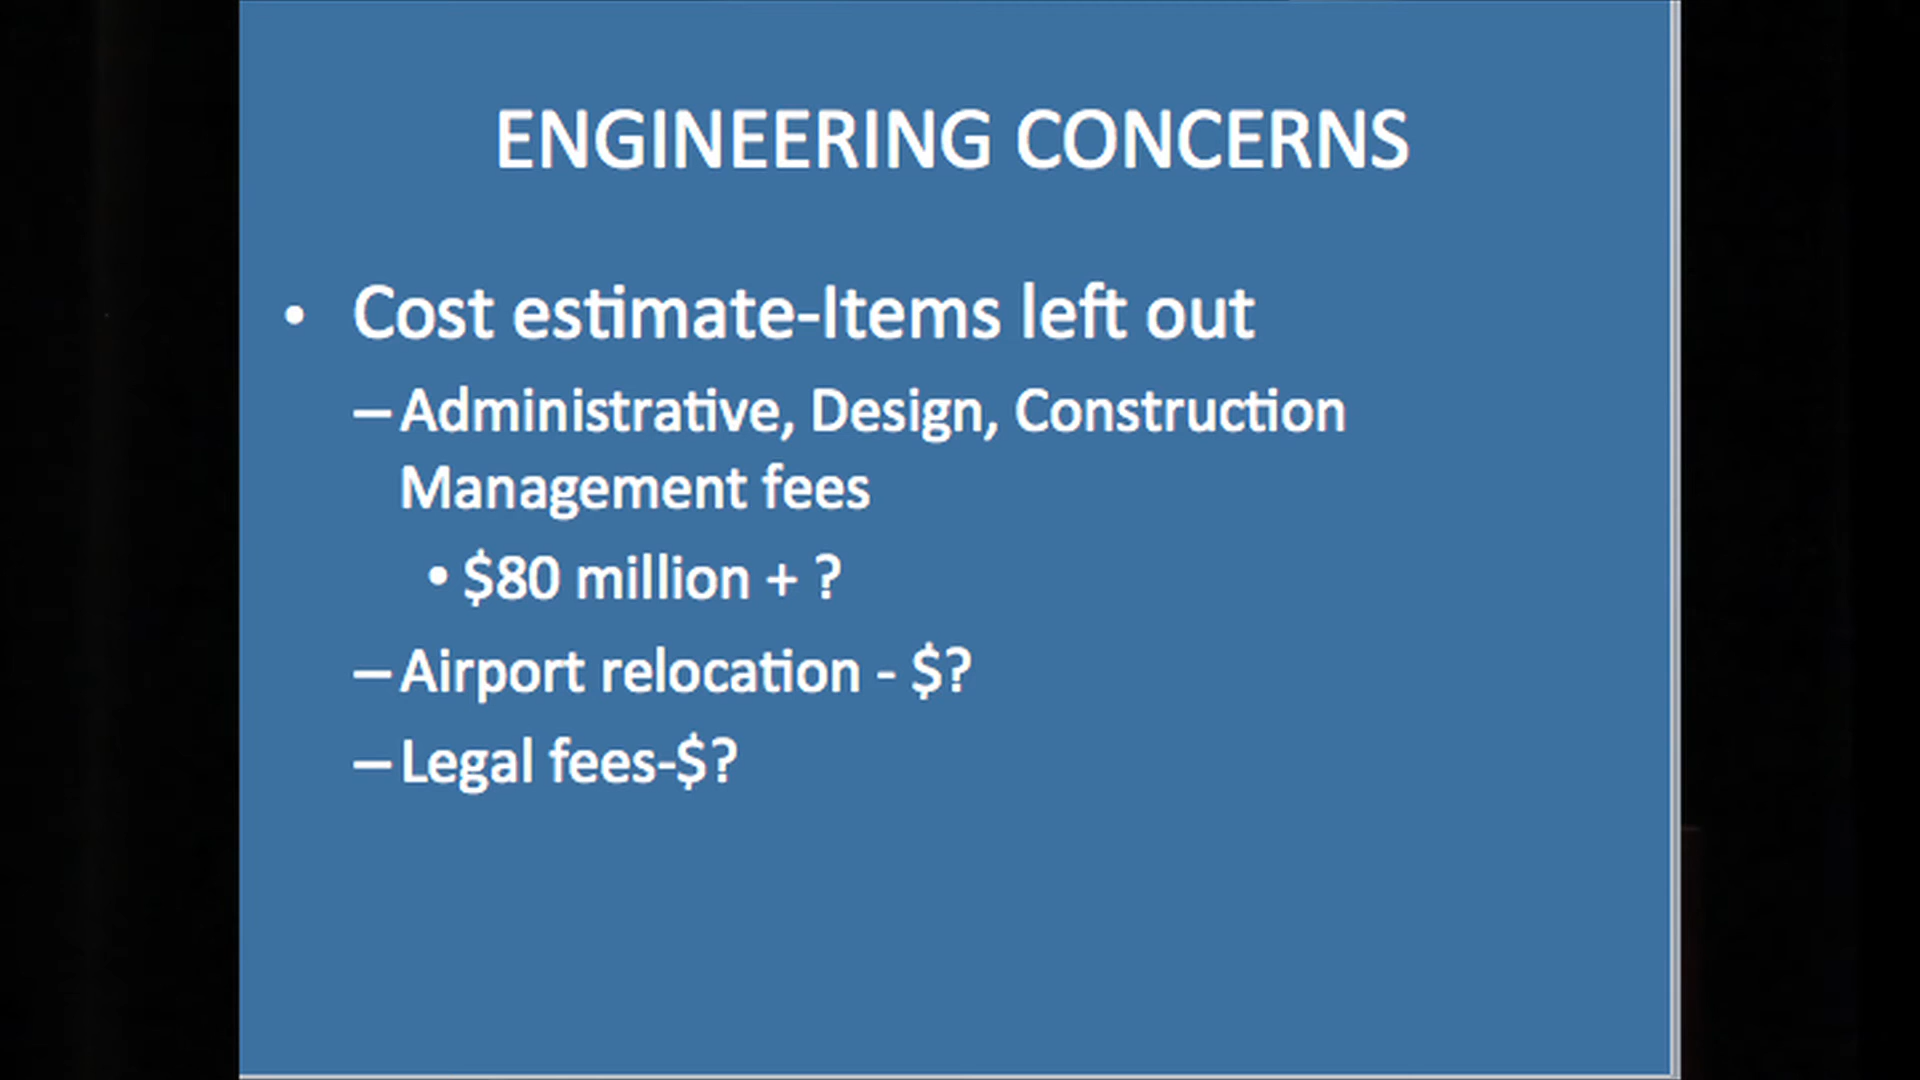 ENGINEERING CONCERNS
• Cost estimate-Items left out
–Administrative, Design, Construction
Management fees
• $80 million + ?
–Airport relocation - $?
–Legal fees-$?